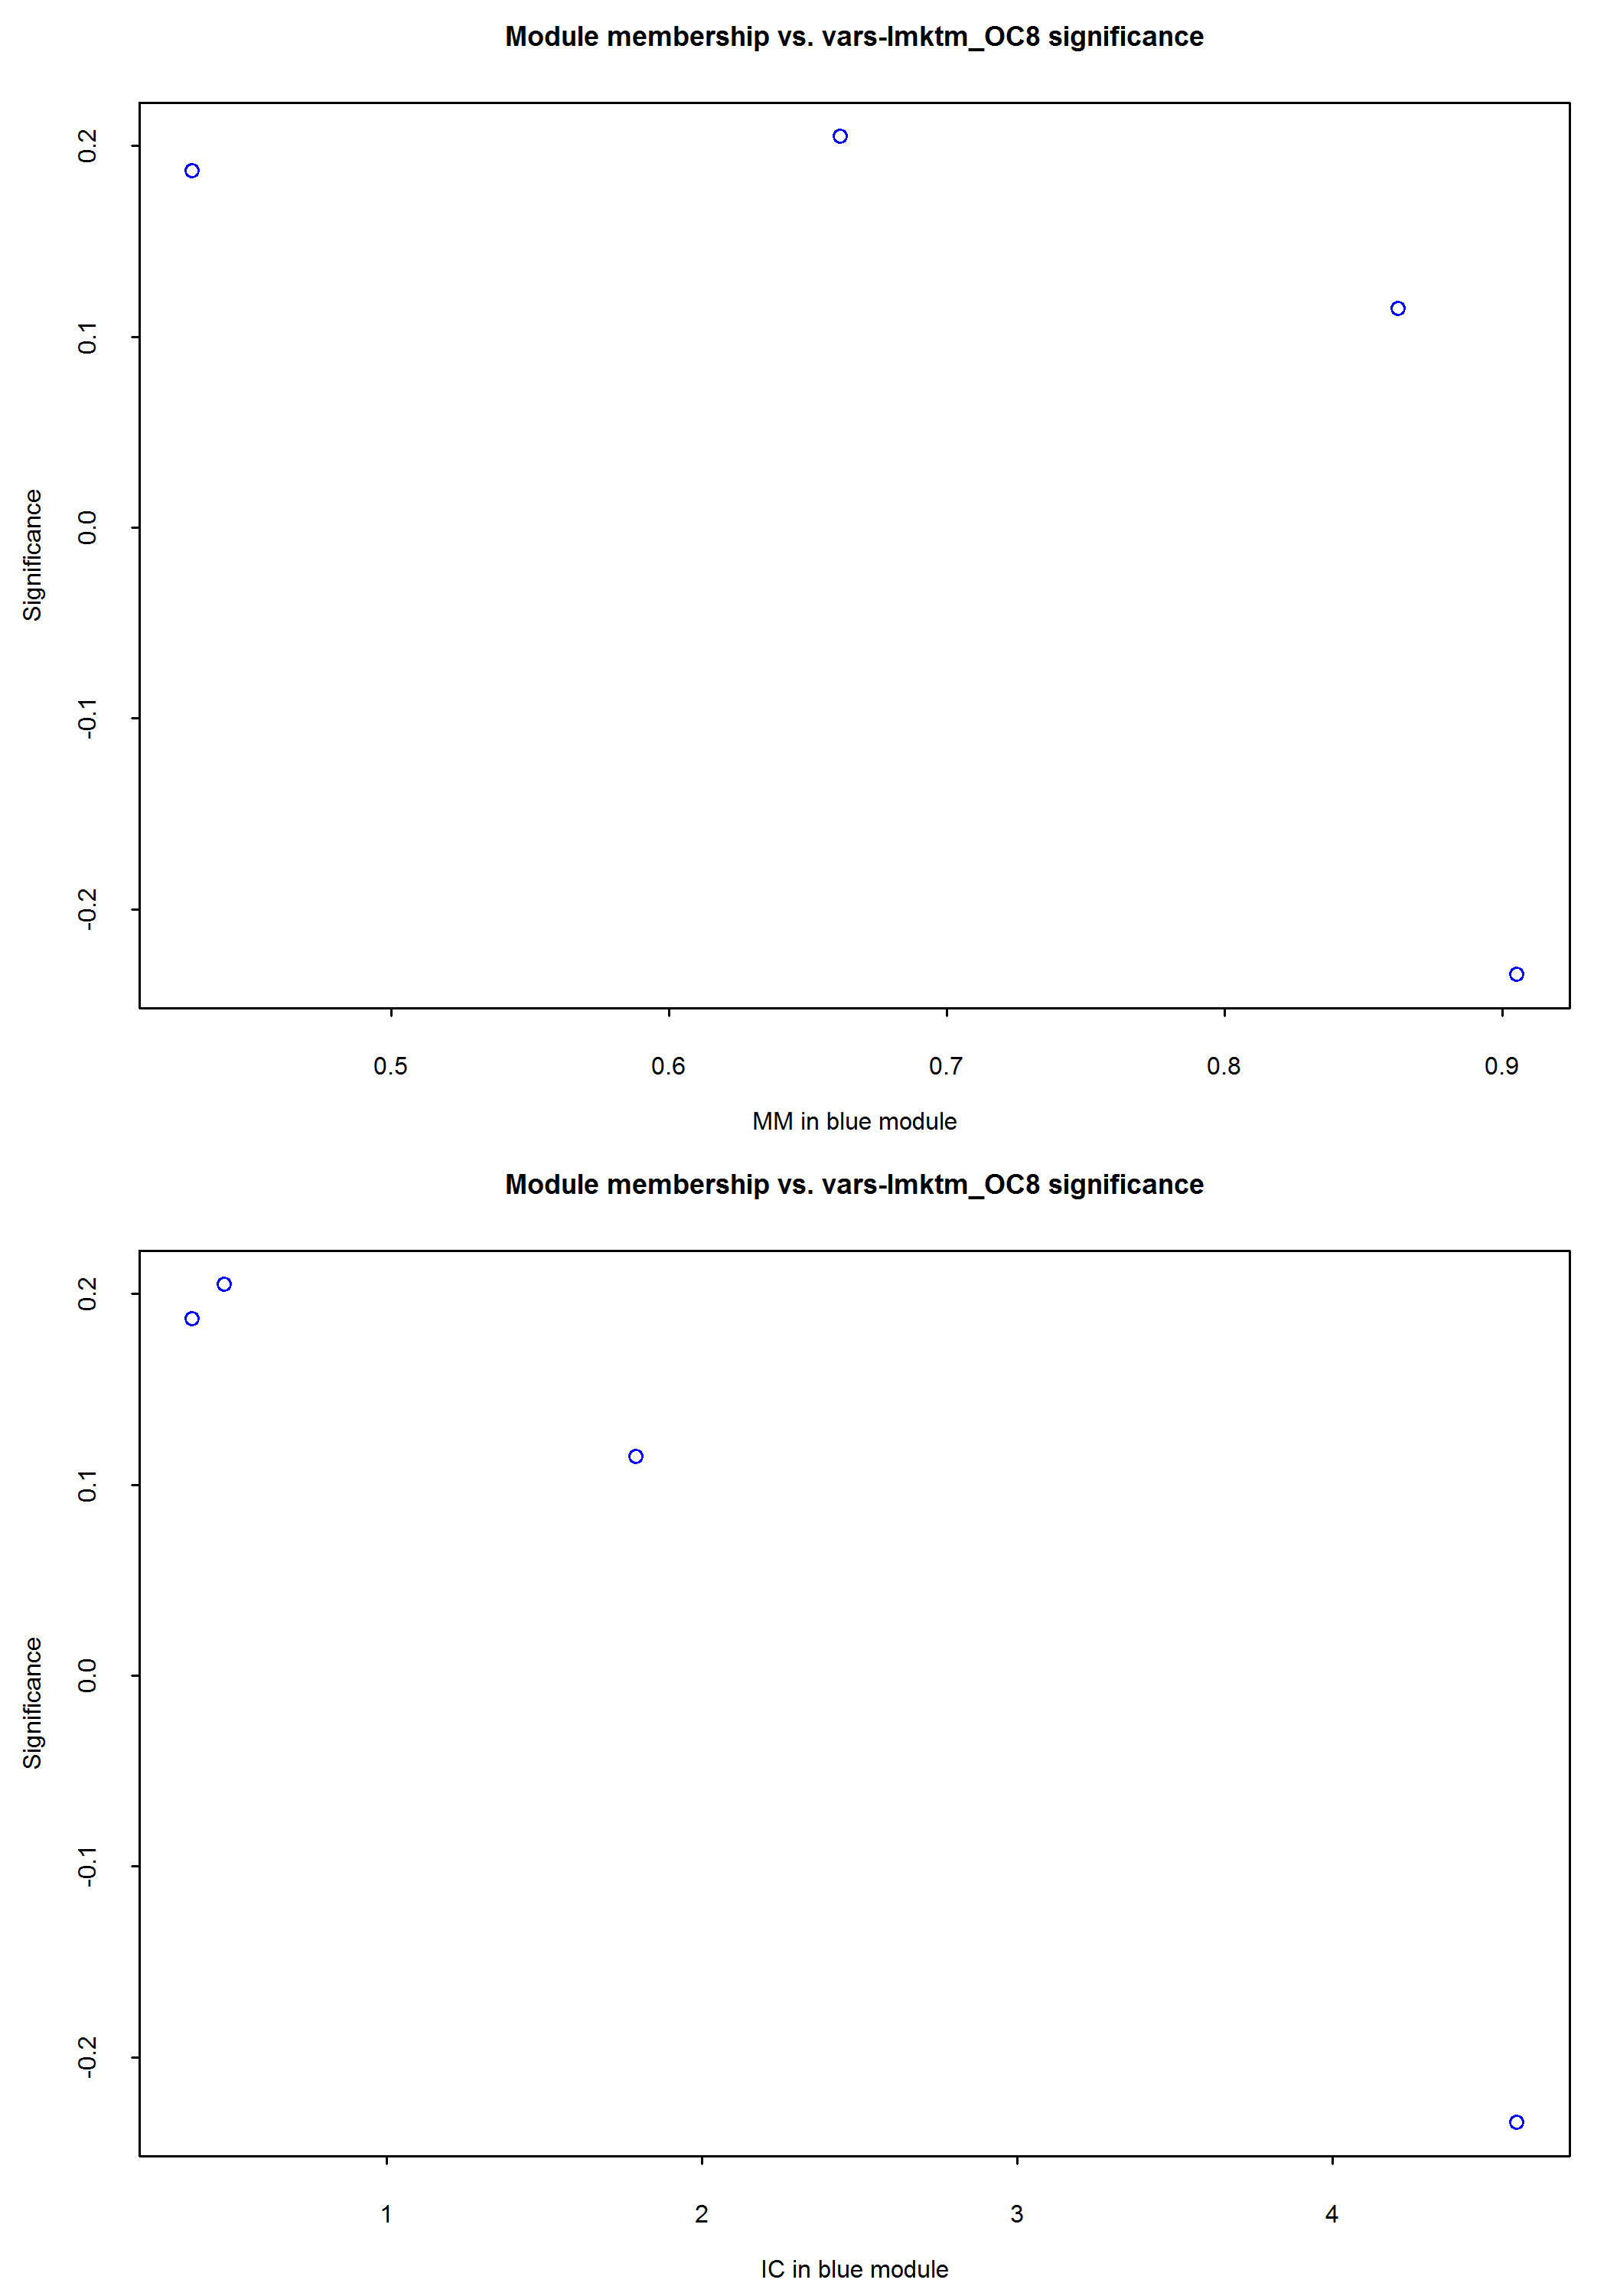 Module membership vs. vars-lmktm_OC8 significance
0.2
0.1
0.0
-0.1
-0.2
Significance
0.5 0.6 0.7 0.8 0.9
MM in blue module
Module membership vs. vars-lmktm_OC8 significance
0.2
0.1
0.0
-0.1
-0.2
Significance
1 2 3 4
IC in blue module